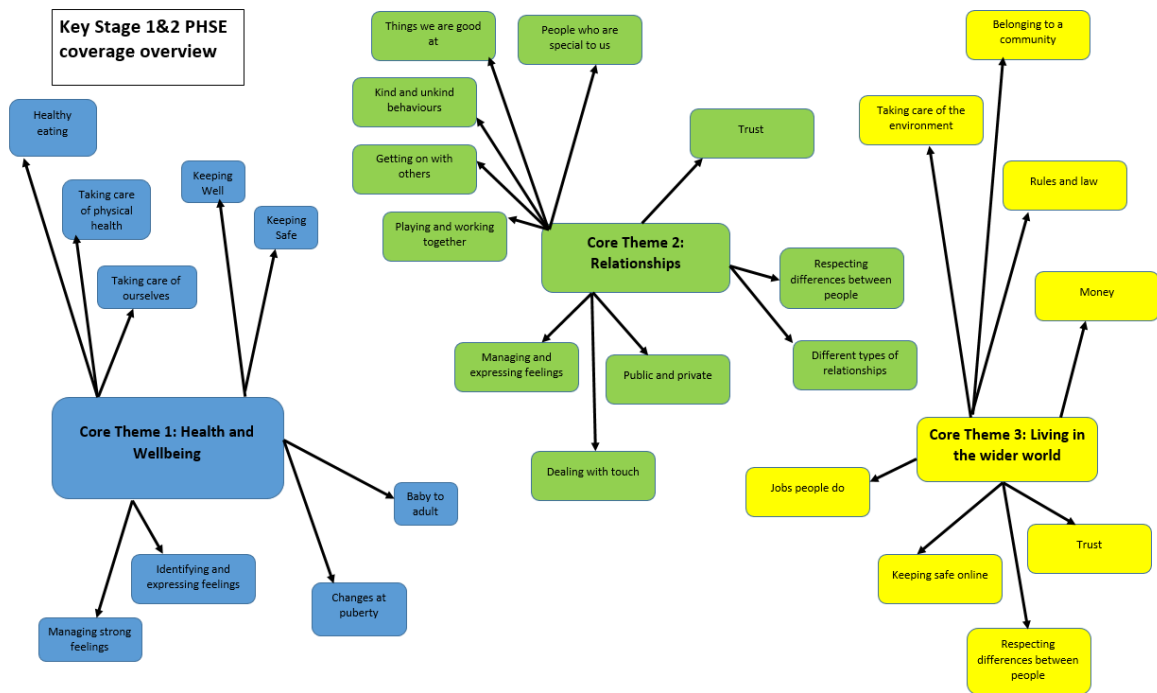 Key Stage 1&2 PHSE
coverage overview
Healthy
eating
Taking care
of physical
health
Taking care of
ourselves
Keeping
Well
Keeping
Safe
Core Theme 1: Health and
Wellbeing
Baby to
adult
Identifying and
expressing feelings
Managing strong
feelings
Changes at
puberty
Things we are good
at
People who are
special to us
Kind and unkind
behaviours
Getting on with
others
Playing and working
together
Trust
Core Theme 2:
Relationships
Respecting
differences between
people
Different types of
relationships
Managing and
expressing feelings
Public and private
Dealing with touch
Belonging to a
community
Taking care of the
environment
Rules and law
Money
Core Theme 3: Living in
the wider world
Jobs people do
Keeping safe online
Trust
Respecting
differences between
people